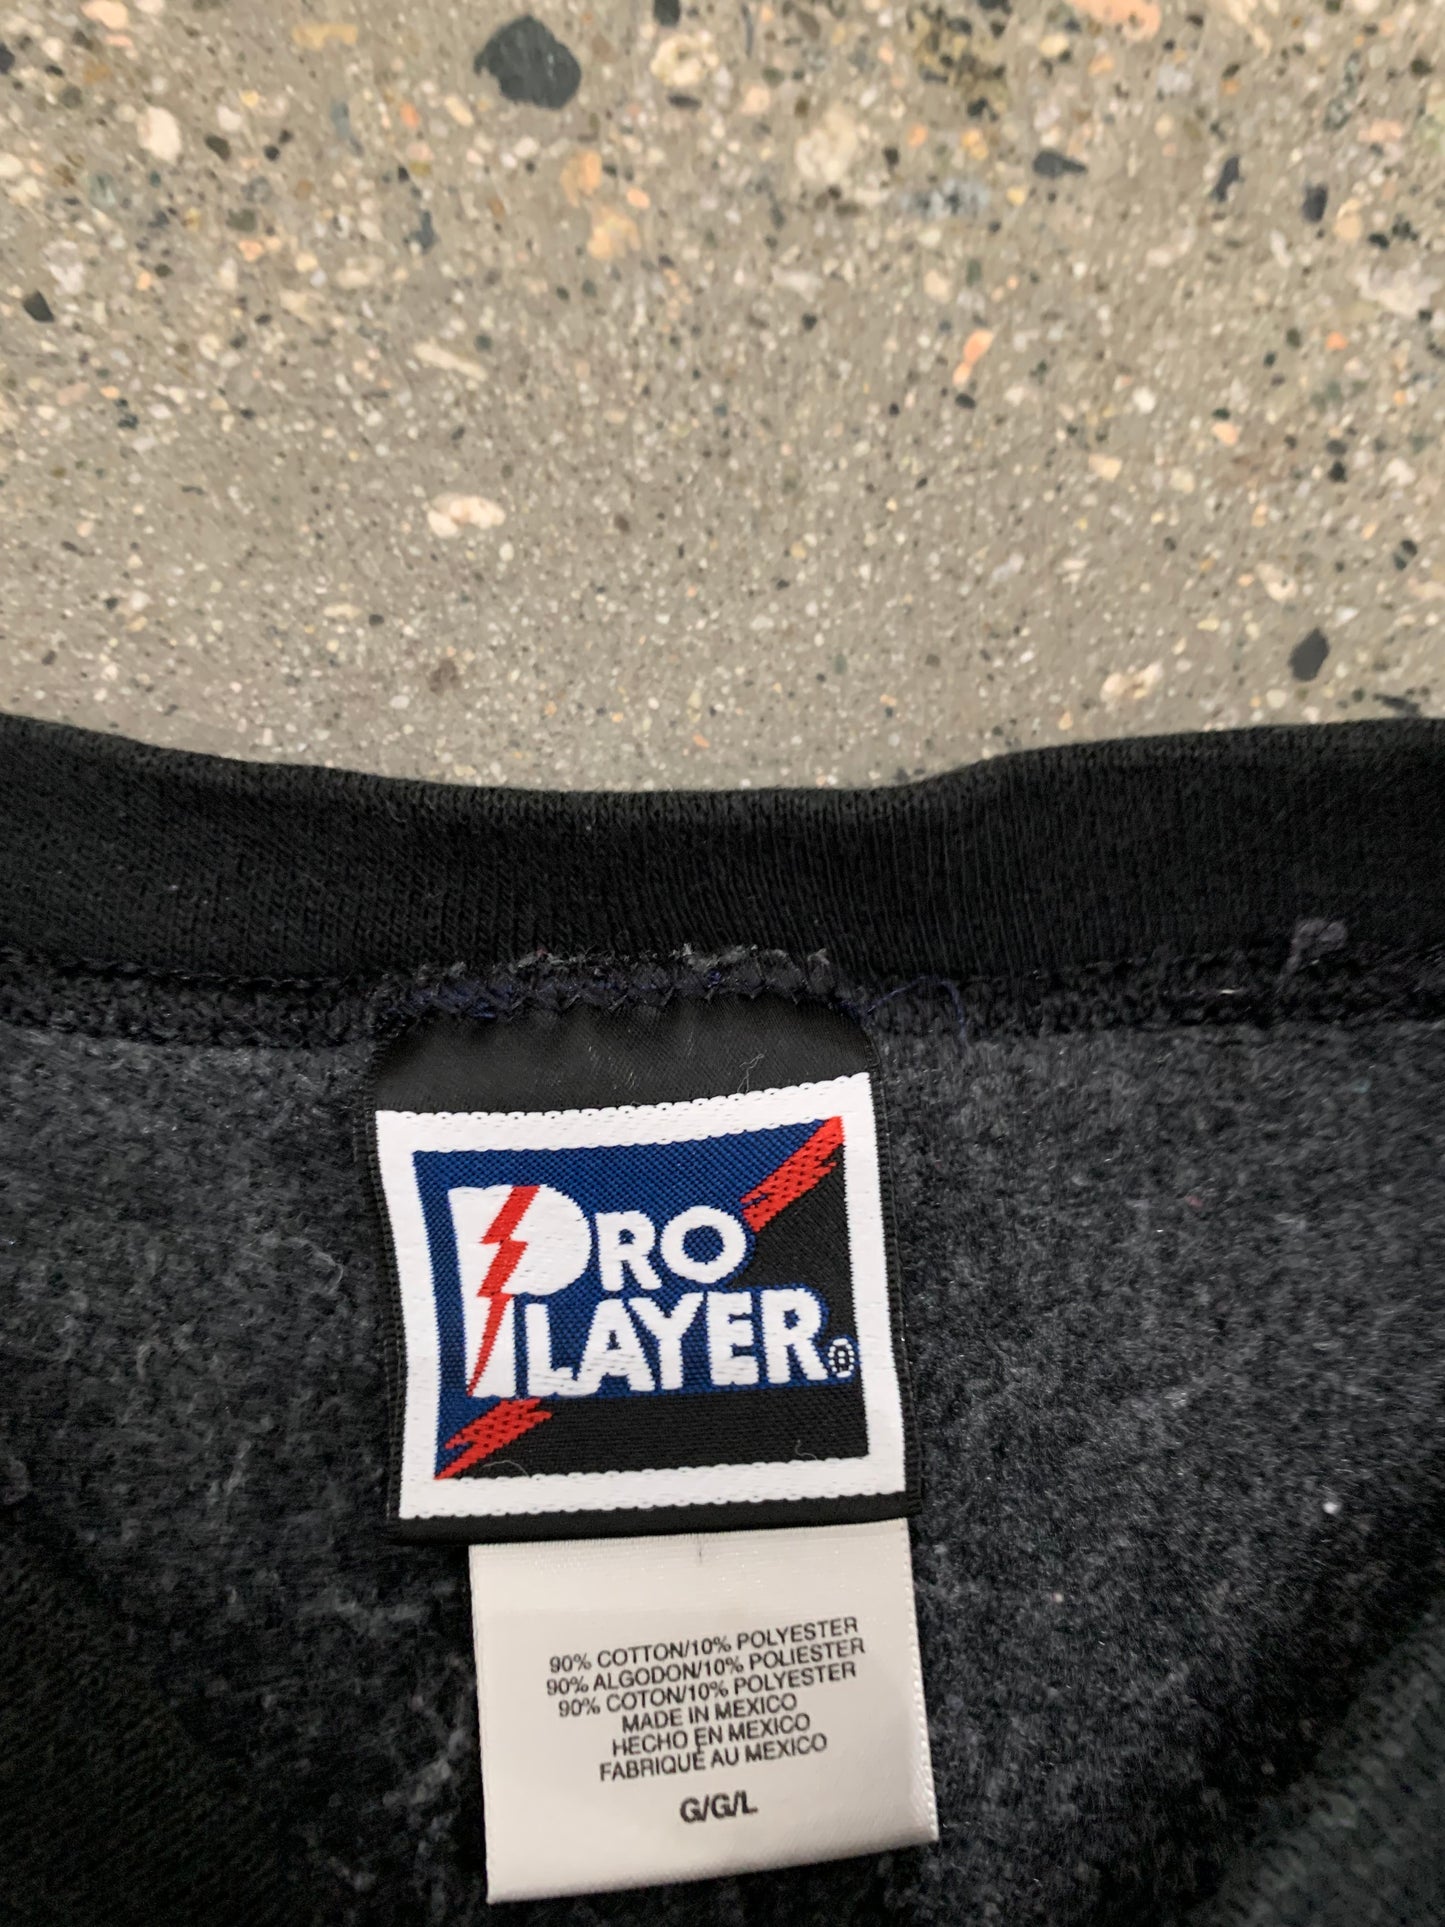 PRO
PLAYER®
90% COTTON/10% POLYESTER
90% ALGODON/10% POLIESTER
90% COTON/10% POLYESTER
MADE IN MEXICO
HECHO EN MEXICO
FABRIQUÉ AU MEXICO
G/G/L